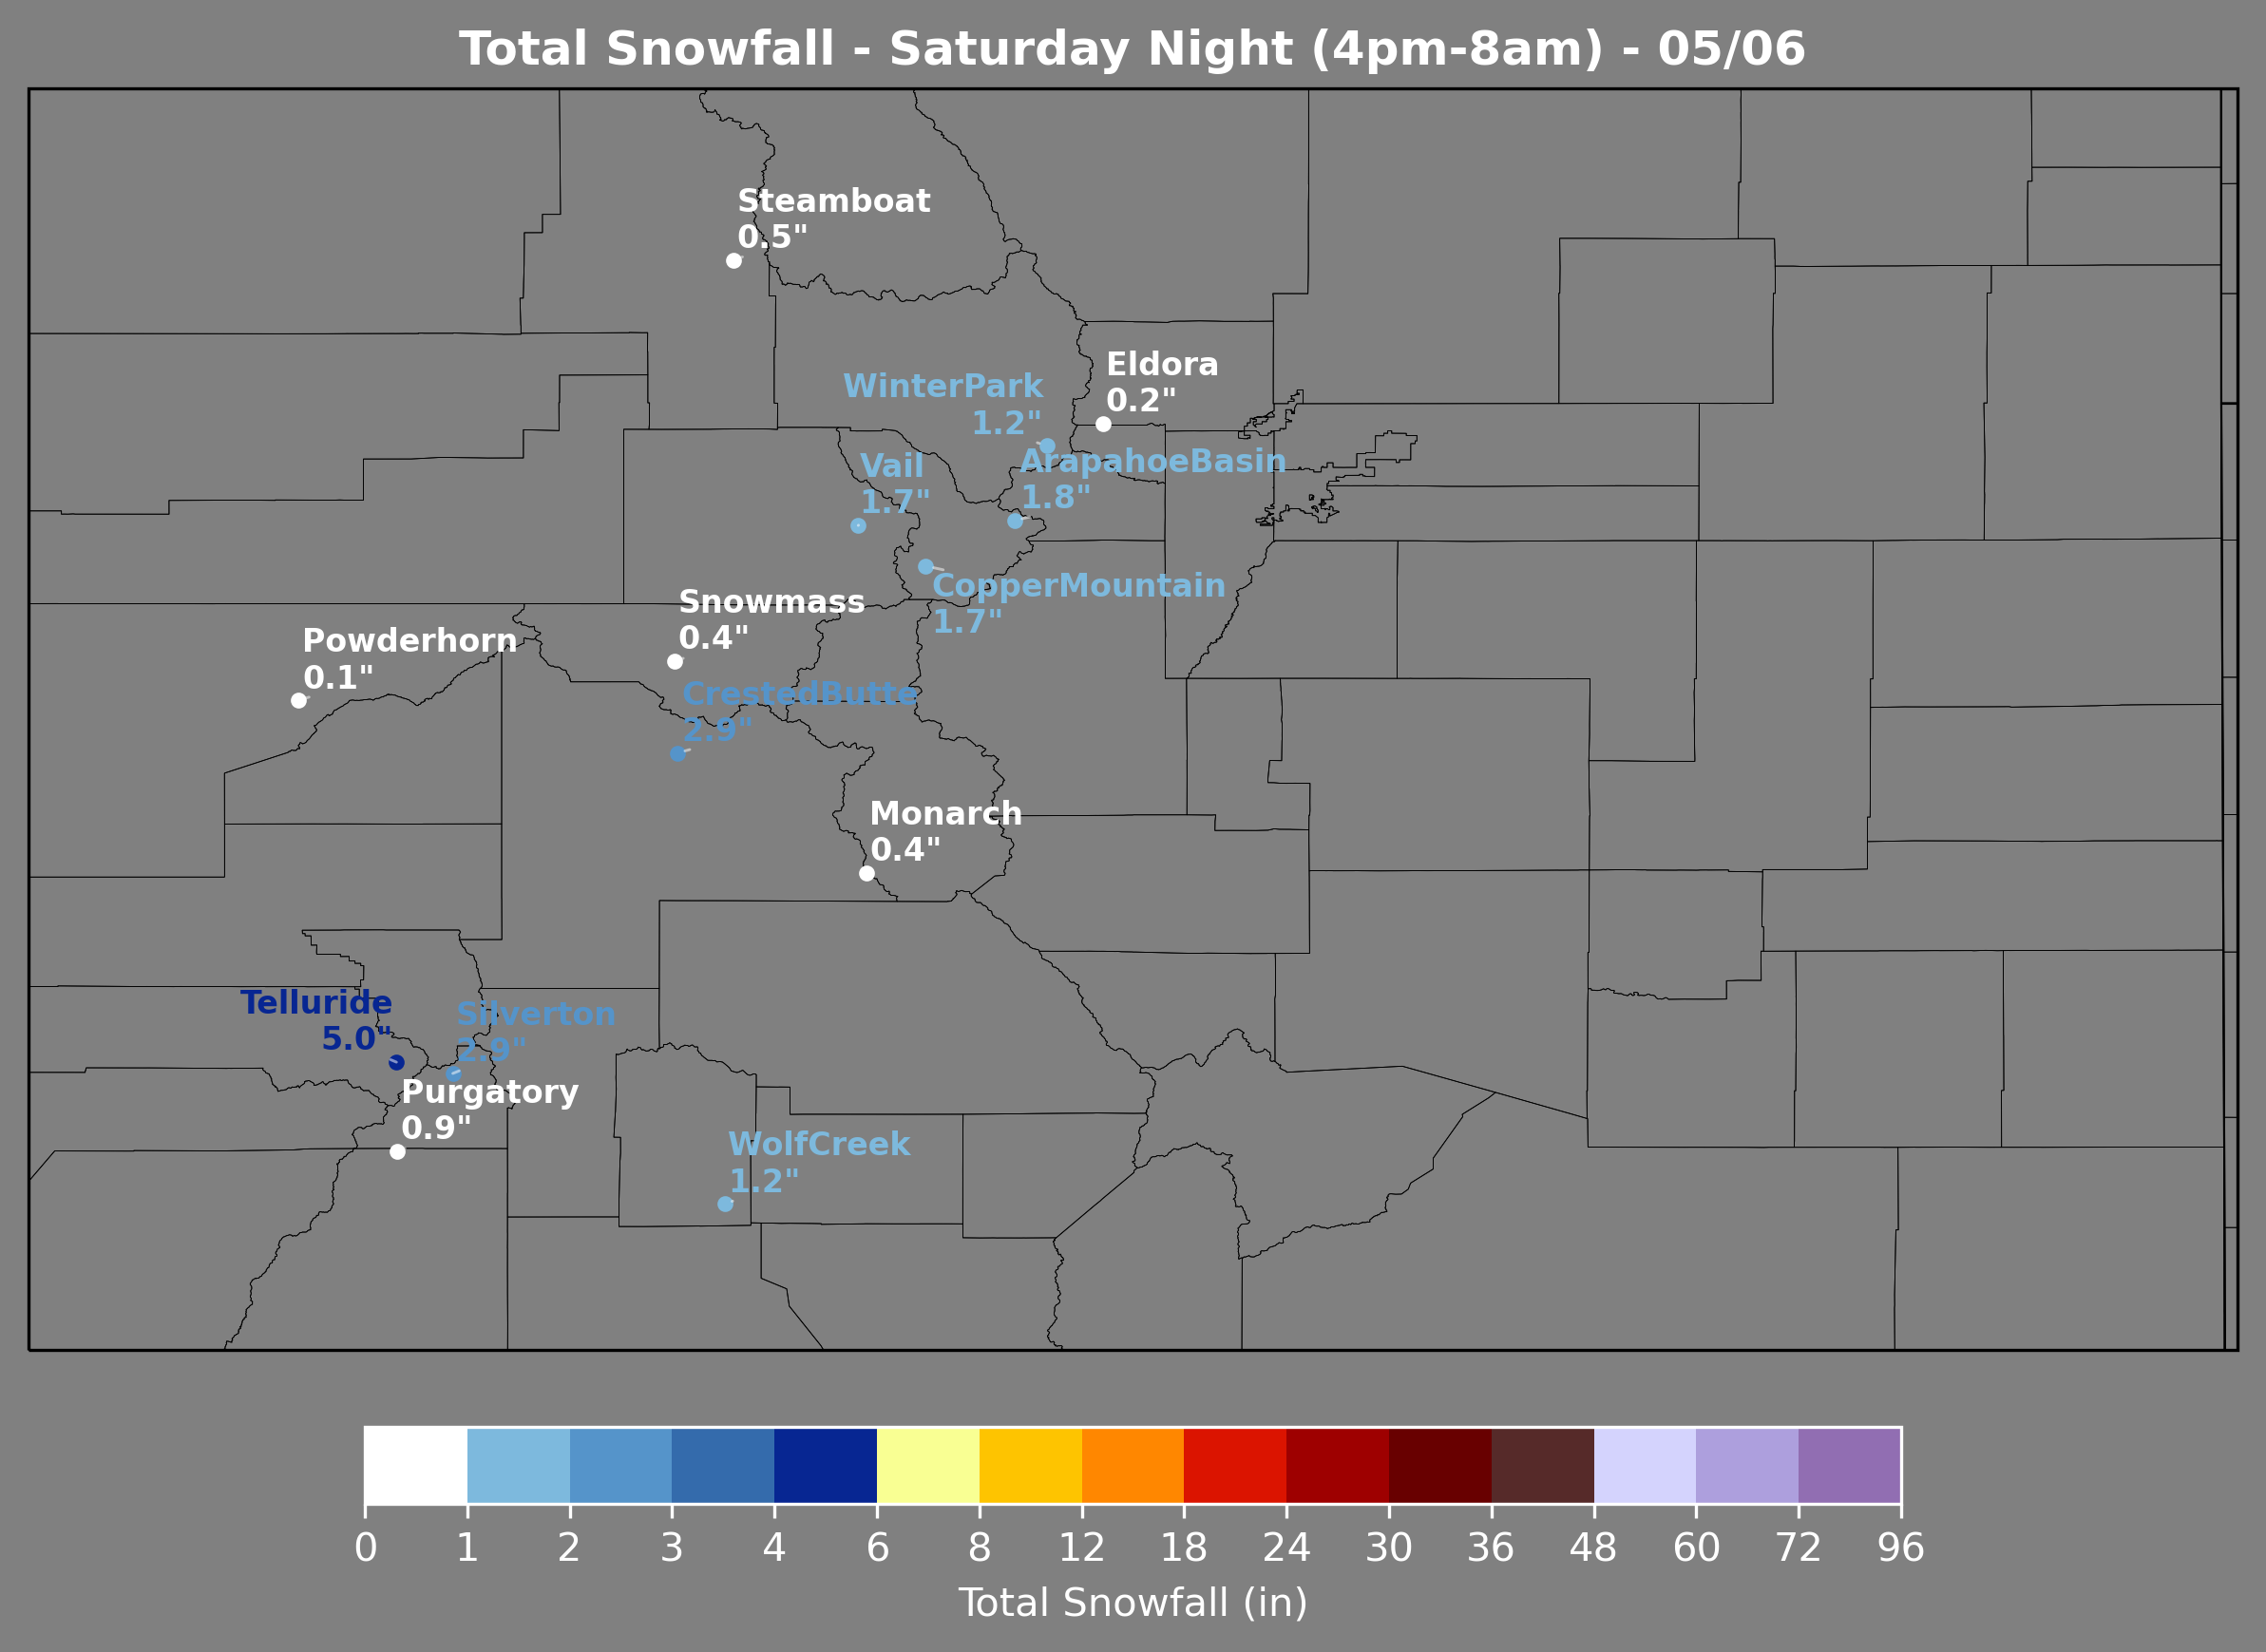 Total Snowfall - Saturday Night (4pm-8am) - 05/06
Steamboat
0.5"
Eldora
0.2"
WinterPark
1.2"
ArapahoeBasin
1.8"
Vail
1.7"
CopperMountain
1.7"
Snowmass
0.4"
Powderhorn
0.1"
CrestedButte
2.9"
Monarch
0.4"
Telluride
5.0"
Silverton
2.9"
Purgatory
0.9"
WolfCreek
1.2"
0 1 2 3 4 6 8 12 18 24 30 36 48 60 72 96
Total Snowfall (in)